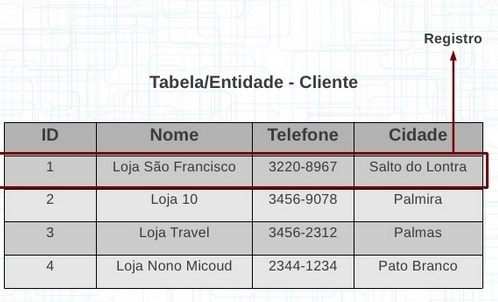 Registro
Tabela/Entidade - Cliente
ID Nome Telefone Cidade
1 Loja São Francisco 3220-8967 Salto do Lontra
2 Loja 10 3456-9078 Palmira
3 Loja Travel 3456-2312 Palmas
4 Loja Nono Micoud 2344-1234 Pato Branco